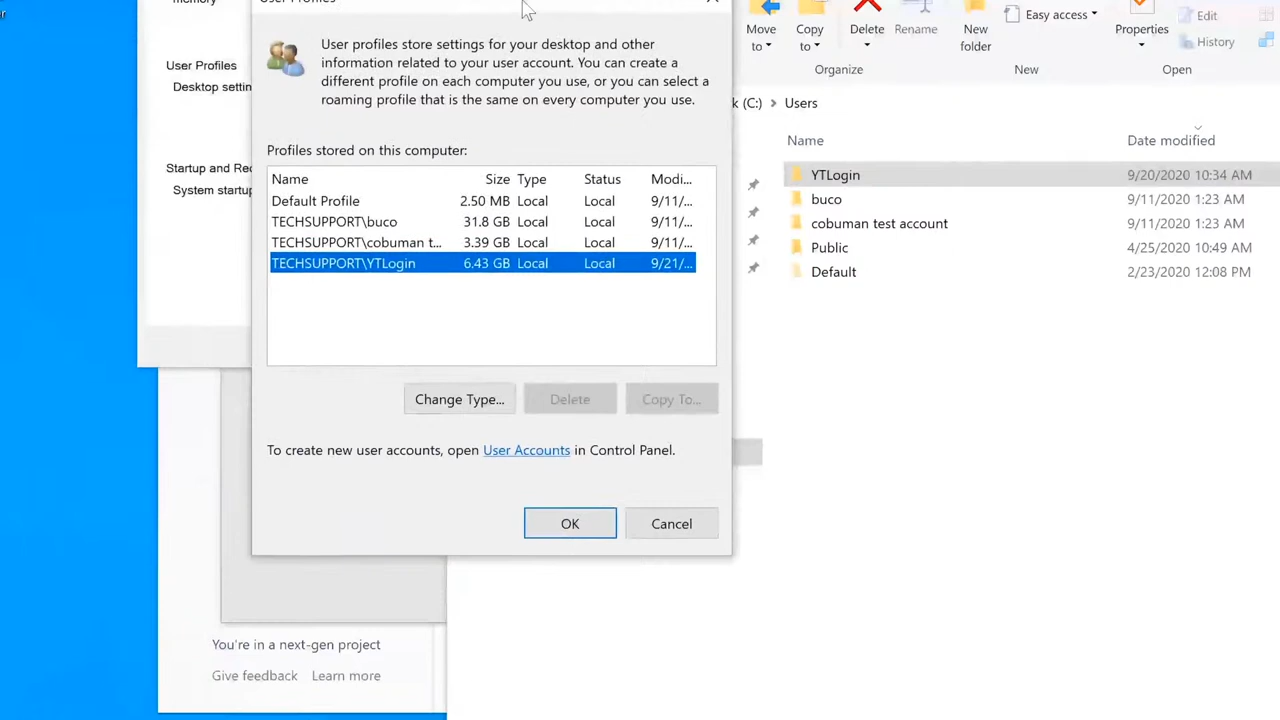 memory
User Profiles
Desktop settin
Startup and Rec
System startup
User Profiles
User profiles store settings for your desktop and other
information related to your user account. You can create a
different profile on each computer you use, or you can select a
roaming profile that is the same on every computer you use.
Profiles stored on this computer:
Name Size Type Status Modi...
Default Profile 2.50 MB Local Local 9/11/...
TECHSUPPORT\buco 31.8 GB Local Local 9/11/...
TECHSUPPORT\cobuman t... 3.39 GB Local Local 9/11/...
TECHSUPPORT\YTLogin 6.43 GB Local Local 9/21/...
Change Type... Delete Copy To...
To create new user accounts, open User Accounts in Control Panel.
OK Cancel
You're in a next-gen project
Give feedback Learn more
Move to Copy to Delete Rename New folder Easy access Properties Edit History
Organize New Open
k (C:) > Users
Name Date modified
YTLogin 9/20/2020 10:34 AM
buco 9/11/2020 1:23 AM
cobuman test account 9/11/2020 1:23 AM
Public 4/25/2020 10:49 AM
Default 2/23/2020 12:08 PM